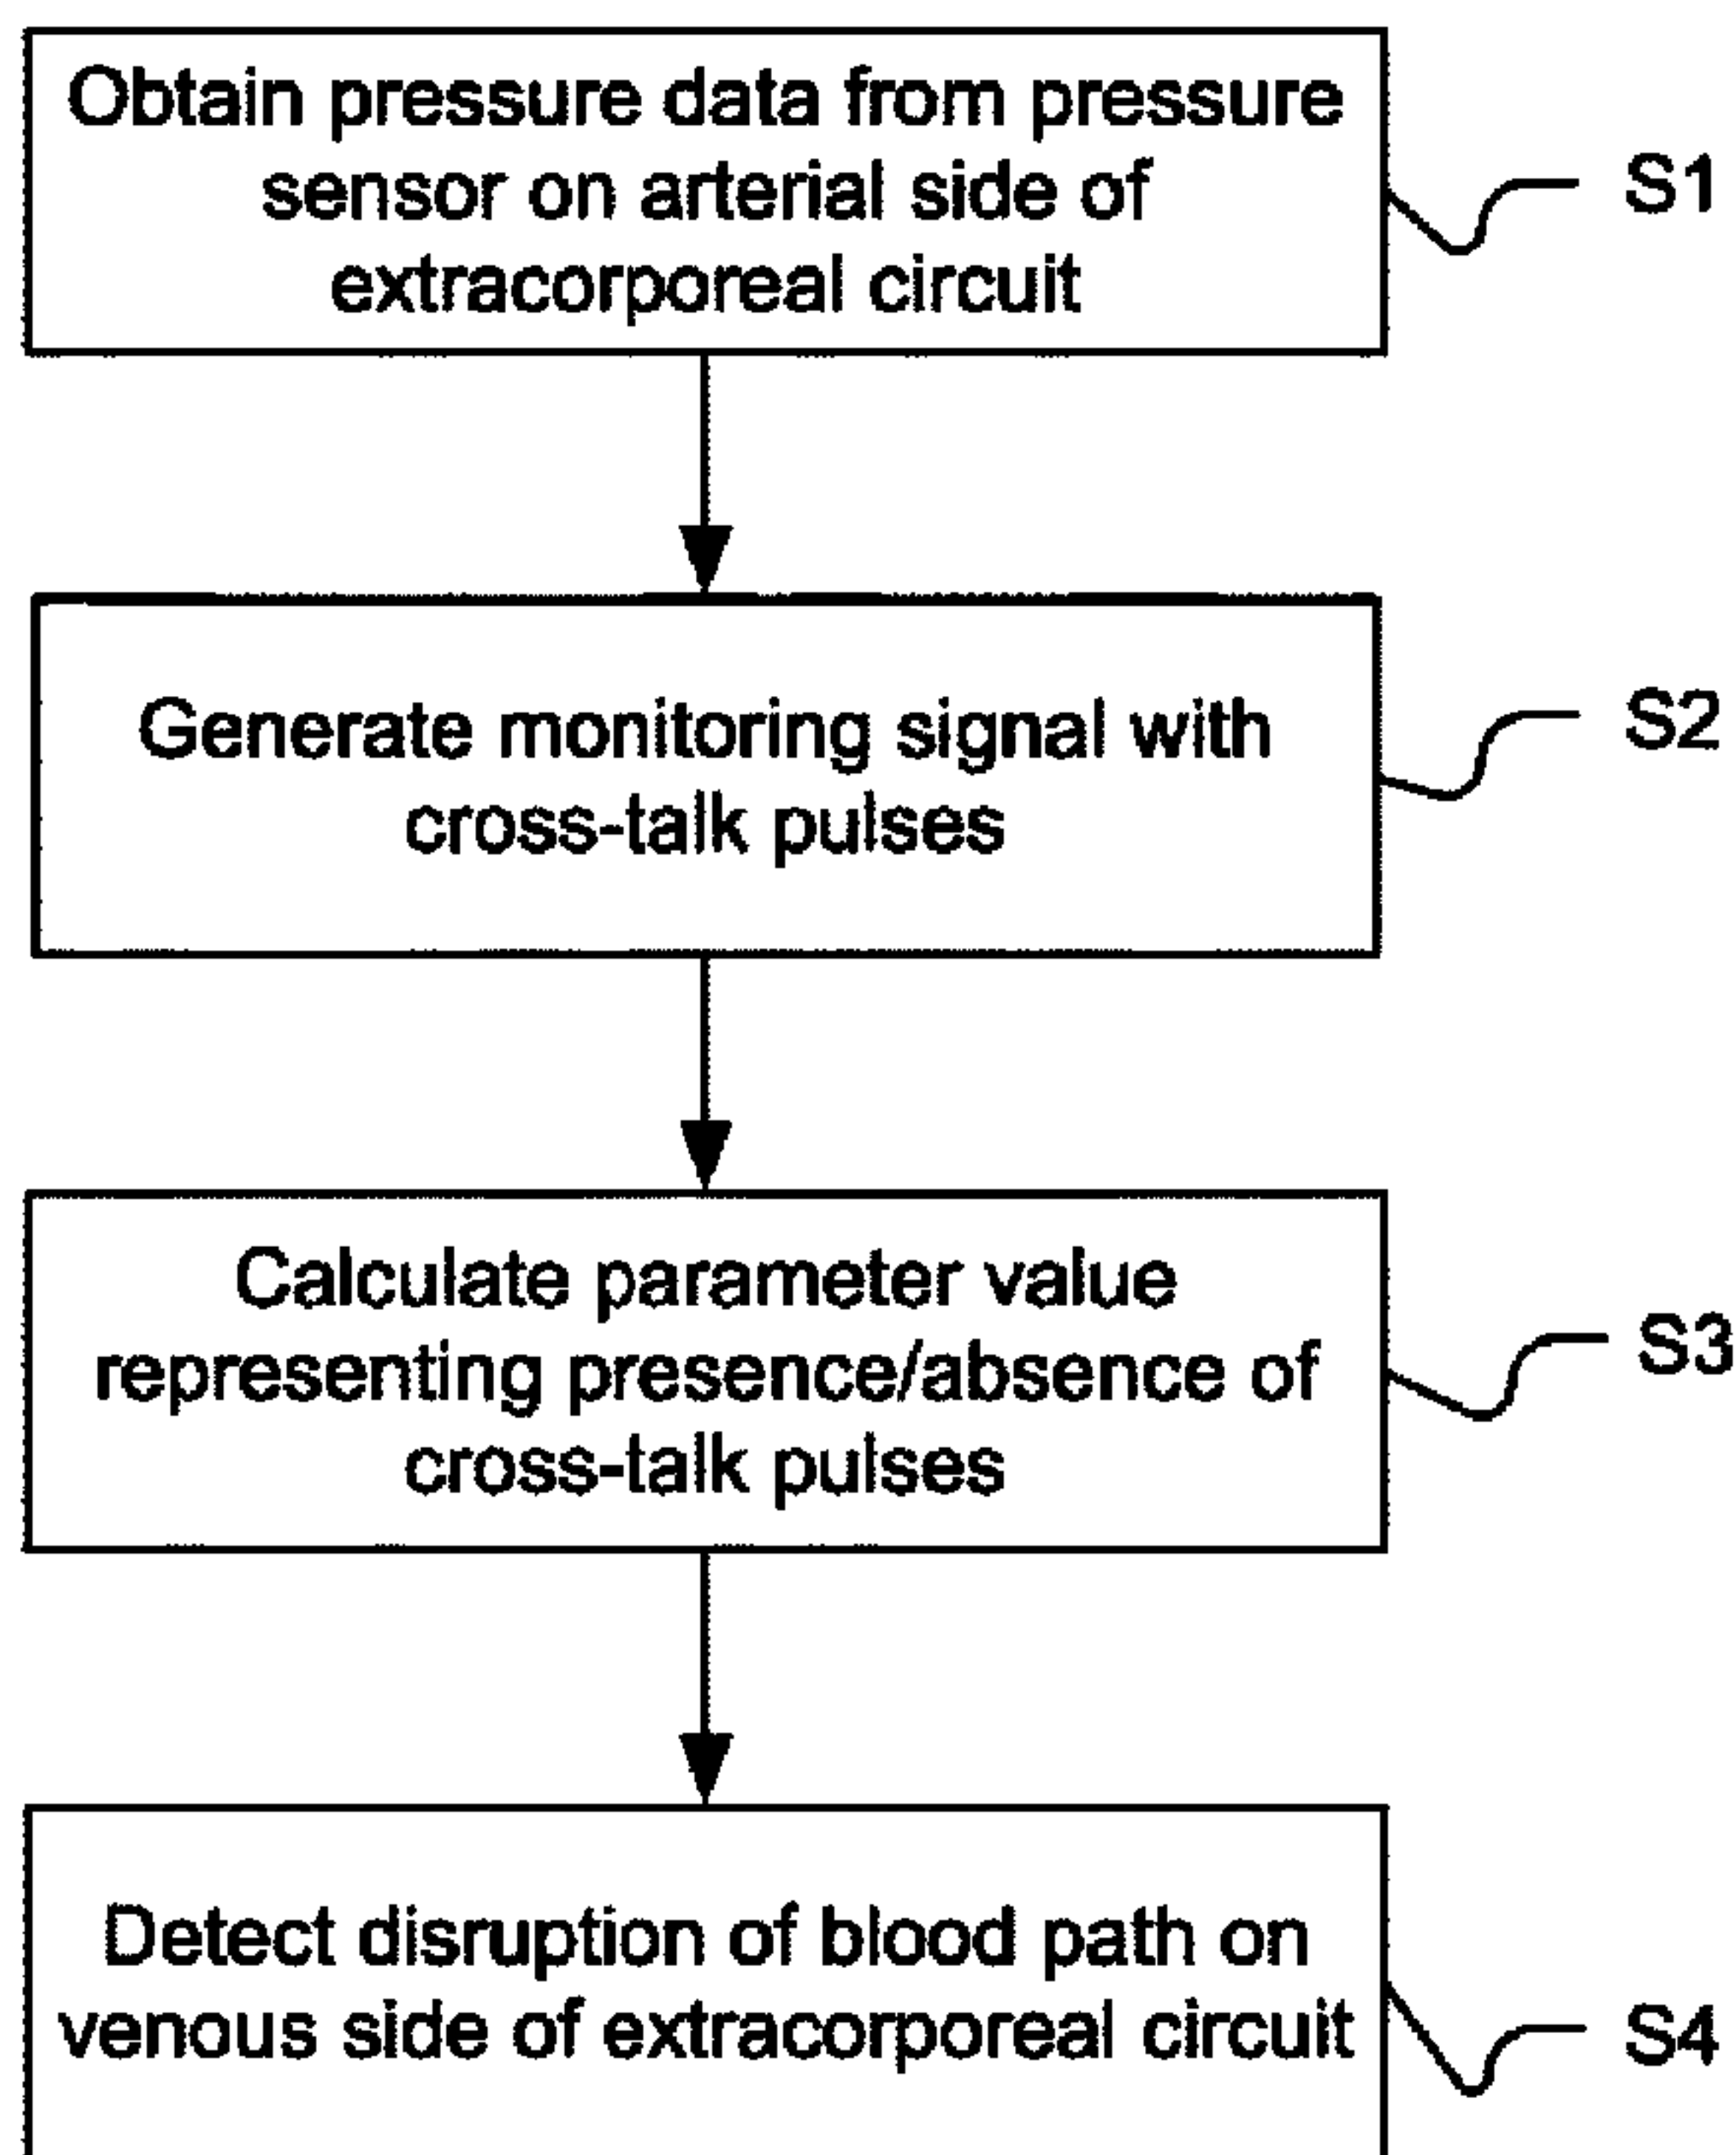 Obtain pressure data from pressure
sensor on arterial side of
extracorporeal circuit
S1
Generate monitoring signal with
cross-talk pulses
S2
Calculate parameter value
representing presence/absence of
cross-talk pulses
S3
Detect disruption of blood path on
venous side of extracorporeal circuit
S4